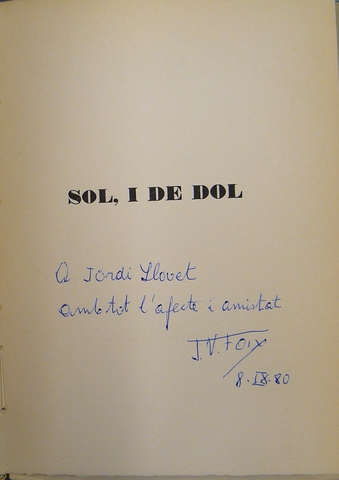 SOL, I DE DOL
A Jordi Llovet
amb tot l'afecte i amistat
J.V. Foix
8·IX·80